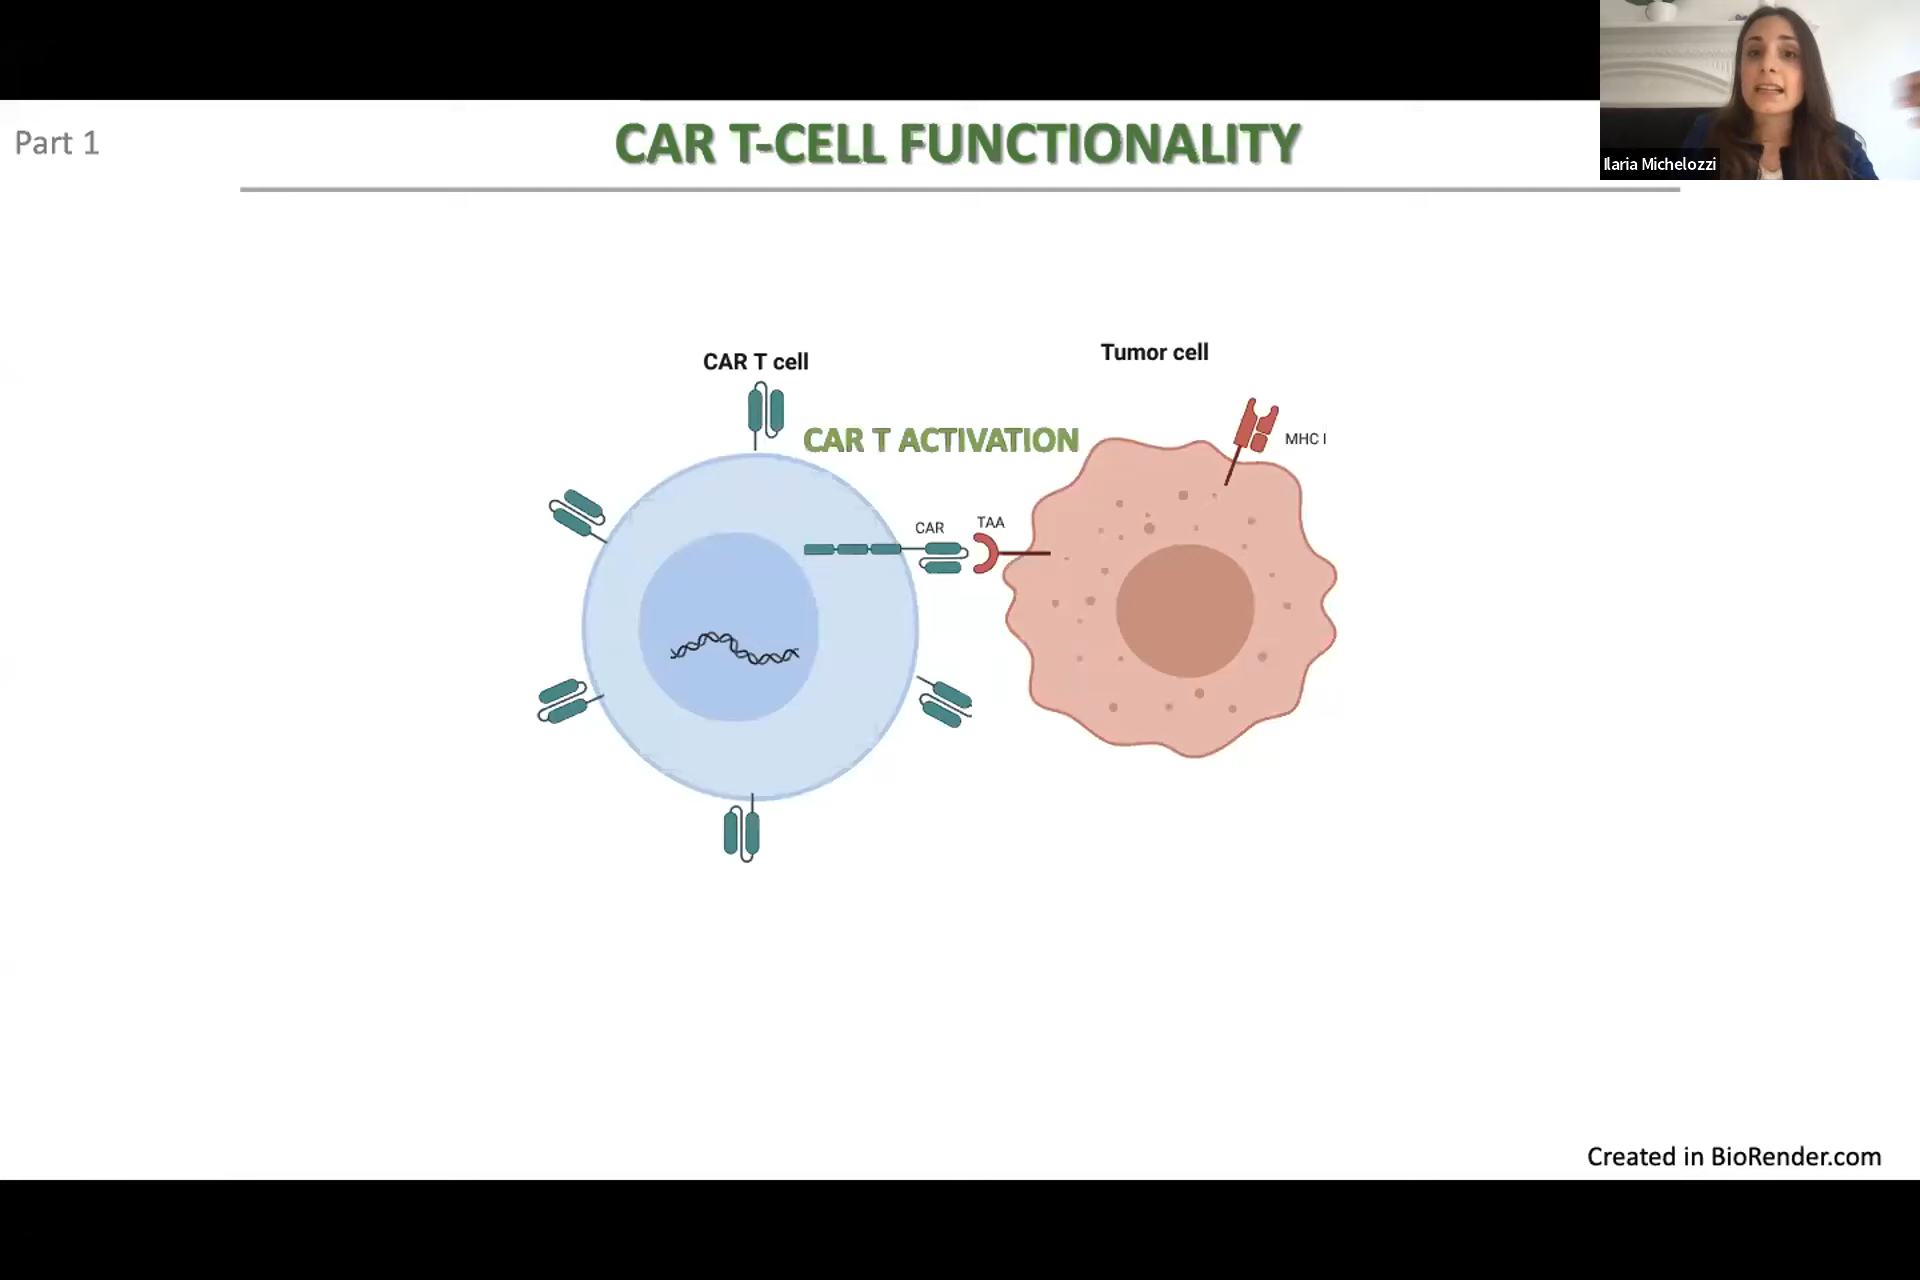 Part 1
CAR T-CELL FUNCTIONALITY
Ilaria Michelozzi
CAR T cell
Tumor cell
CAR T ACTIVATION
MHC I
CAR
TAA
Created in BioRender.com